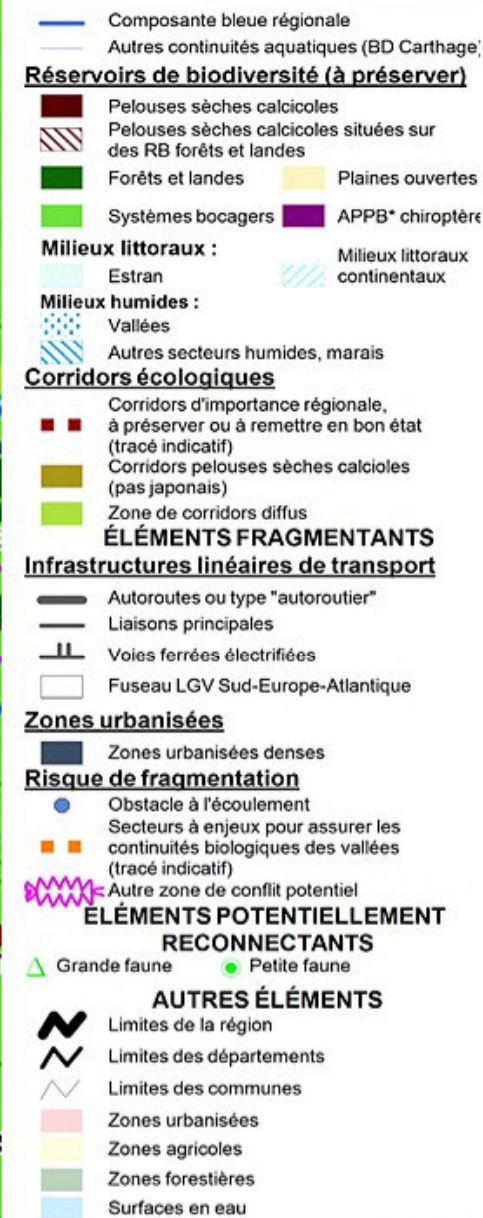 Composante bleue régionale
Autres continuités aquatiques (BD Carthage)
Réservoirs de biodiversité (à préserver)
Pelouses sèches calcicoles
Pelouses sèches calcicoles situées sur
des RB forêts et landes
Forêts et landes
Plaines ouvertes
Systèmes bocagers
APPB* chiroptère
Milieux littoraux :
Estran
Milieux littoraux
continentaux
Milieux humides :
Vallées
Autres secteurs humides, marais
Corridors écologiques
Corridors d'importance régionale,
à préserver ou à remettre en bon état
(tracé indicatif)
Corridors pelouses sèches calcioles
(pas japonais)
Zone de corridors diffus
ÉLÉMENTS FRAGMENTANTS
Infrastructures linéaires de transport
Autoroutes ou type "autoroutier"
Liaisons principales
Voies ferrées électrifiées
Fuseau LGV Sud-Europe-Atlantique
Zones urbanisées
Zones urbanisées denses
Risque de fragmentation
Obstacle à l'écoulement
Secteurs à enjeux pour assurer les
continuités biologiques des vallées
(tracé indicatif)
Autre zone de conflit potentiel
ÉLÉMENTS POTENTIELLEMENT
RECONNECTANTS
Grande faune
Petite faune
AUTRES ÉLÉMENTS
Limites de la région
Limites des départements
Limites des communes
Zones urbanisées
Zones agricoles
Zones forestières
Surfaces en eau